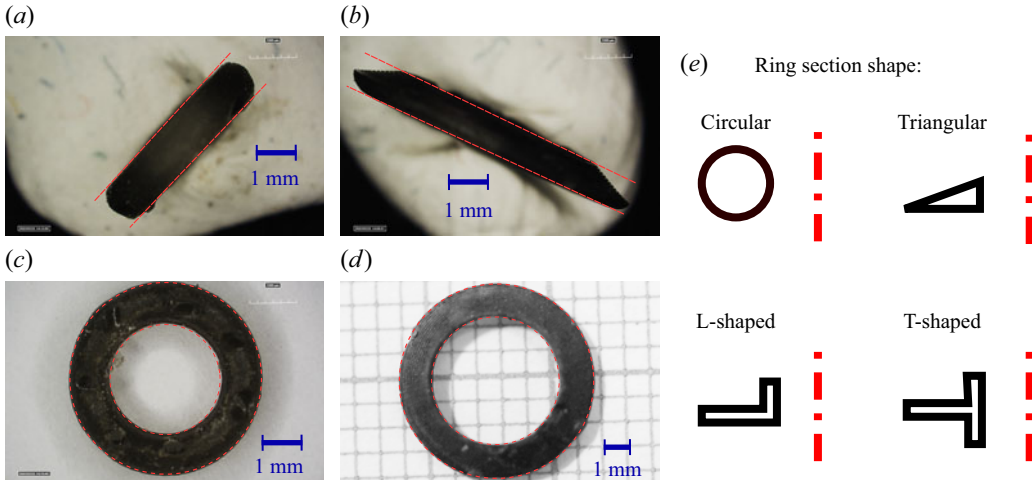 (a)
(b)
1 mm
1 mm
(c)
(d)
1 mm
1 mm
(e)
Ring section shape:
Circular
Triangular
L-shaped
T-shaped